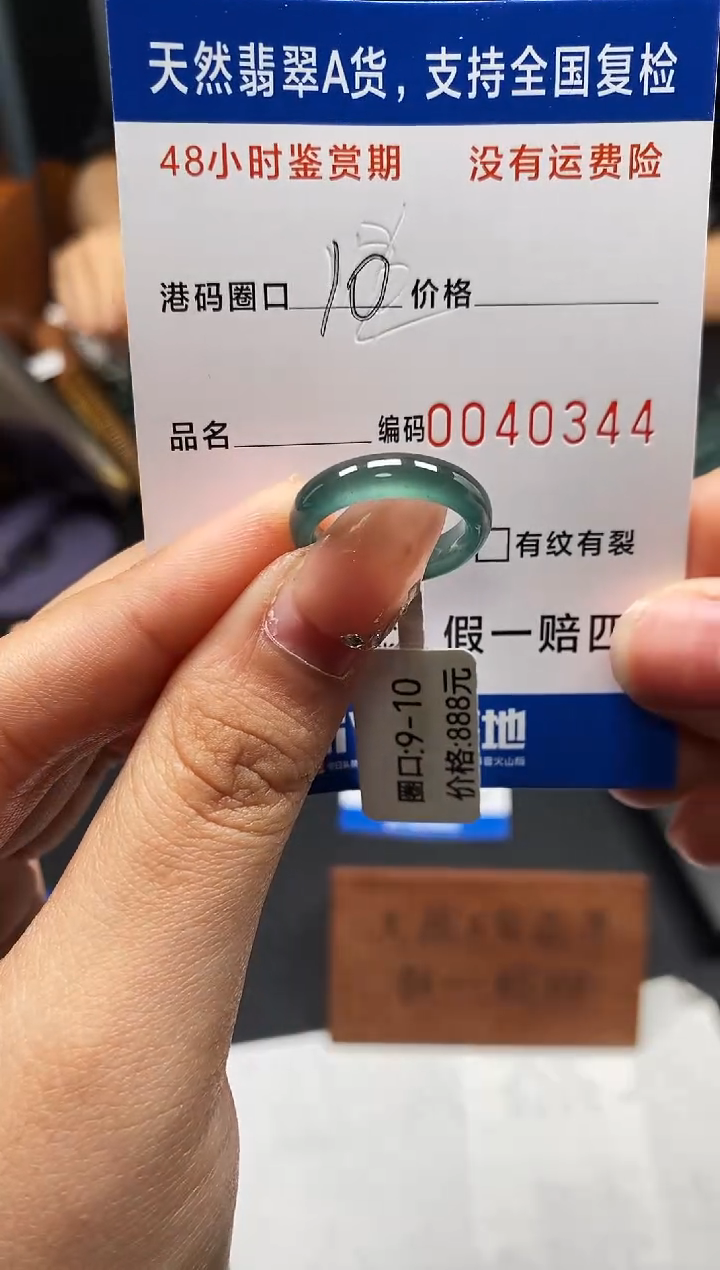 天然翡翠A货，支持全国复检
48小时鉴赏期 没有运费险
港码圈口 10 价格
品名 编码0040344
有纹有裂
假一赔四
圈口:9-10
价格:888元